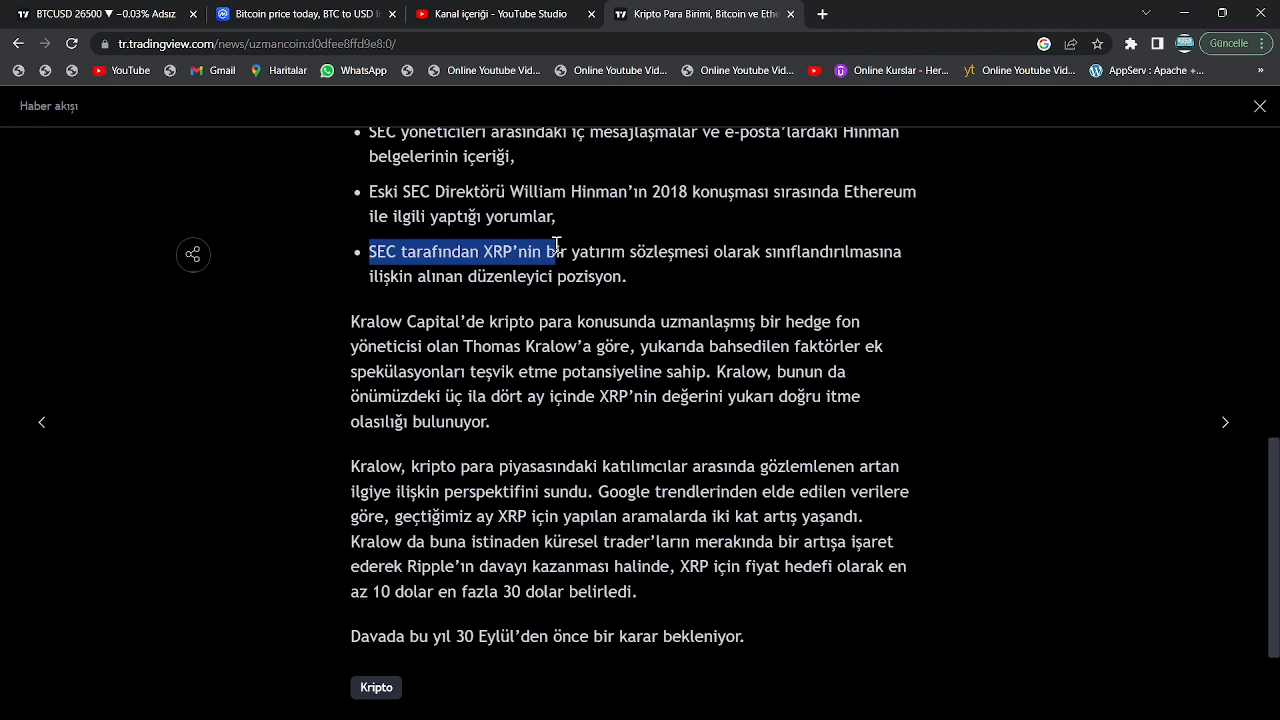 BTCUSD 26500 ▼ −0.03% Adsız
Bitcoin price today, BTC to USD li
Kanal içeriği - YouTube Studio
Kripto Para Birimi, Bitcoin ve Ethe
tr.tradingview.com/news/uzmancoin:d0dfee8ffd9e8:0/
Güncelle
YouTube
Gmail
Haritalar
WhatsApp
Online Youtube Vid...
Online Youtube Vid...
Online Youtube Vid...
Online Kurslar - Her...
Online Youtube Vid...
AppServ : Apache +...
Haber akışı
• SEC yöneticileri arasındaki iç mesajlaşmalar ve e-posta’lardaki Hinman
belgelerinin içeriği,
• Eski SEC Direktörü William Hinman’ın 2018 konuşması sırasında Ethereum
ile ilgili yaptığı yorumlar,
• SEC tarafından XRP’nin bir yatırım sözleşmesi olarak sınıflandırılmasına
ilişkin alınan düzenleyici pozisyon.
Kralow Capital’de kripto para konusunda uzmanlaşmış bir hedge fon
yöneticisi olan Thomas Kralow’a göre, yukarıda bahsedilen faktörler ek
spekülasyonları teşvik etme potansiyeline sahip. Kralow, bunun da
önümüzdeki üç ila dört ay içinde XRP’nin değerini yukarı doğru itme
olasılığı bulunuyor.
Kralow, kripto para piyasasındaki katılımcılar arasında gözlemlenen artan
ilgiye ilişkin perspektifini sundu. Google trendlerinden elde edilen verilere
göre, geçtiğimiz ay XRP için yapılan aramalarda iki kat artış yaşandı.
Kralow da buna istinaden küresel trader’ların merakında bir artışa işaret
ederek Ripple’ın davayı kazanması halinde, XRP için fiyat hedefi olarak en
az 10 dolar en fazla 30 dolar belirledi.
Davada bu yıl 30 Eylül’den önce bir karar bekleniyor.
Kripto